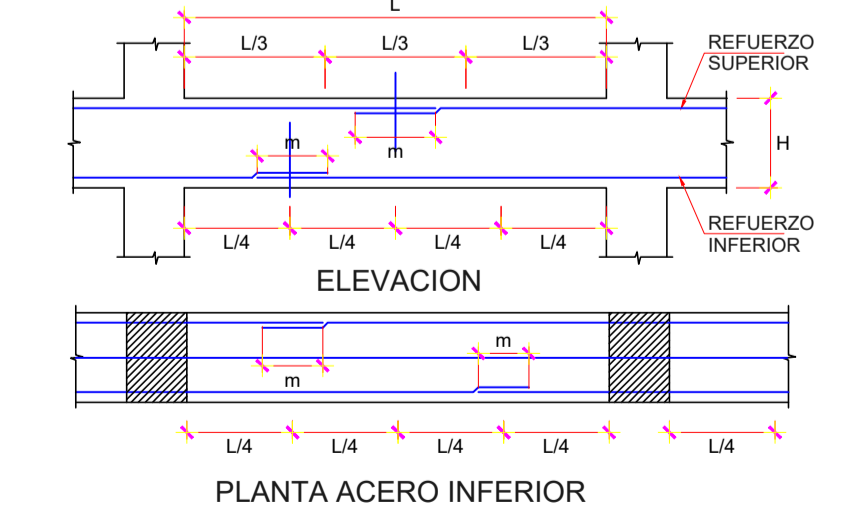 L
L/3 L/3 L/3
REFUERZO
SUPERIOR
m
m
H
REFUERZO
INFERIOR
L/4 L/4 L/4 L/4
ELEVACION
m
m
L/4 L/4 L/4 L/4 L/4
PLANTA ACERO INFERIOR